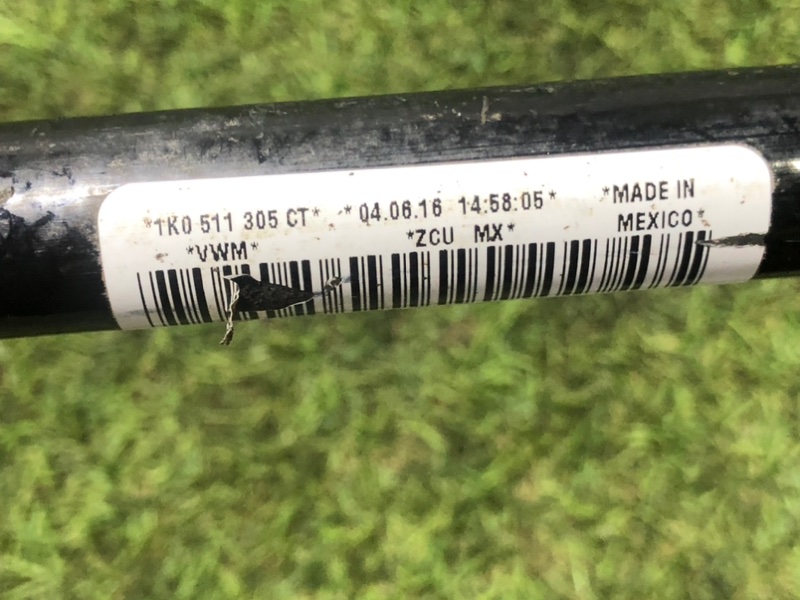 *1K0 511 305 CT* *04.06.16 14:58:05* *MADE IN
*VWM* *ZCU MX* MEXICO*